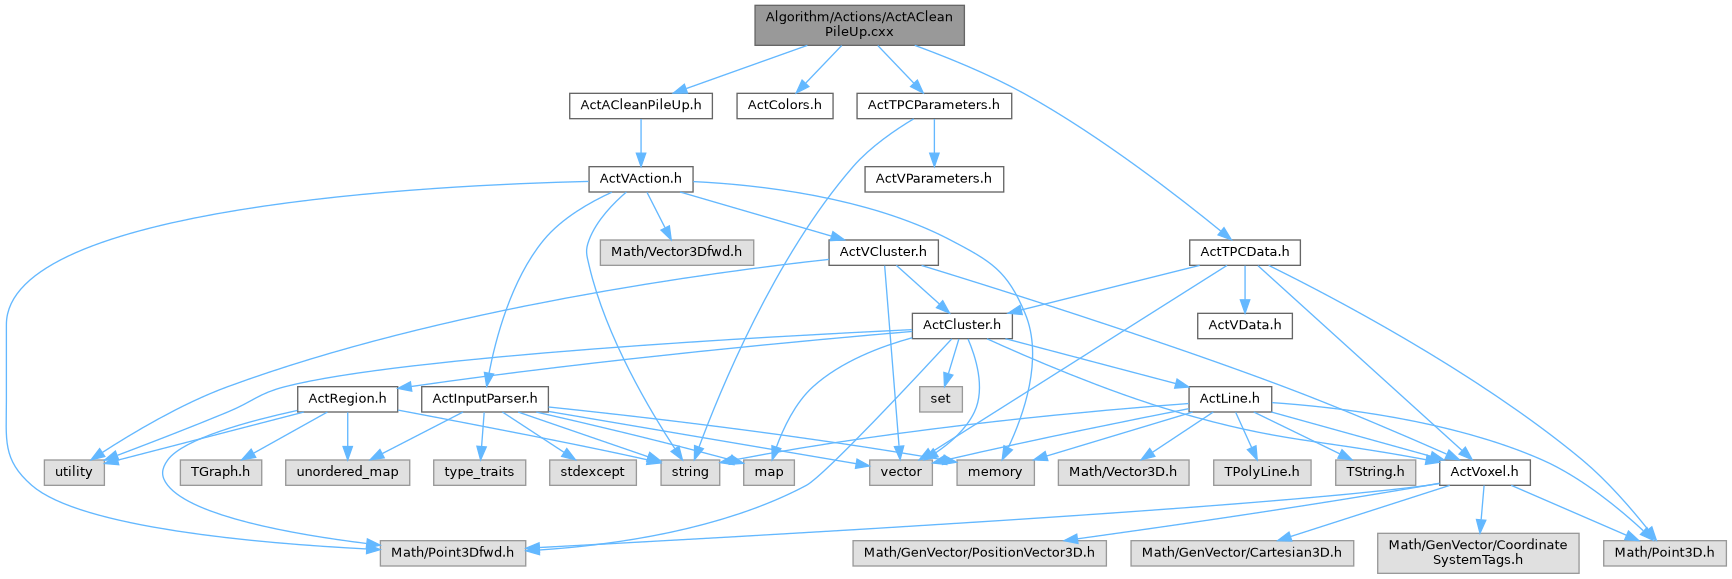 Algorithm/Actions/ActAClean
PileUp.cxx
ActACleanPileUp.h
ActColors.h
ActTPCParameters.h
ActVAction.h
ActVParameters.h
Math/Vector3Dfwd.h
ActVCluster.h
ActTPCData.h
ActCluster.h
ActVData.h
ActRegion.h
ActInputParser.h
set
ActLine.h
utility
TGraph.h
unordered_map
type_traits
stdexcept
string
map
vector
memory
Math/Vector3D.h
TPolyLine.h
TString.h
ActVoxel.h
Math/Point3Dfwd.h
Math/GenVector/PositionVector3D.h
Math/GenVector/Cartesian3D.h
Math/GenVector/Coordinate
SystemTags.h
Math/Point3D.h